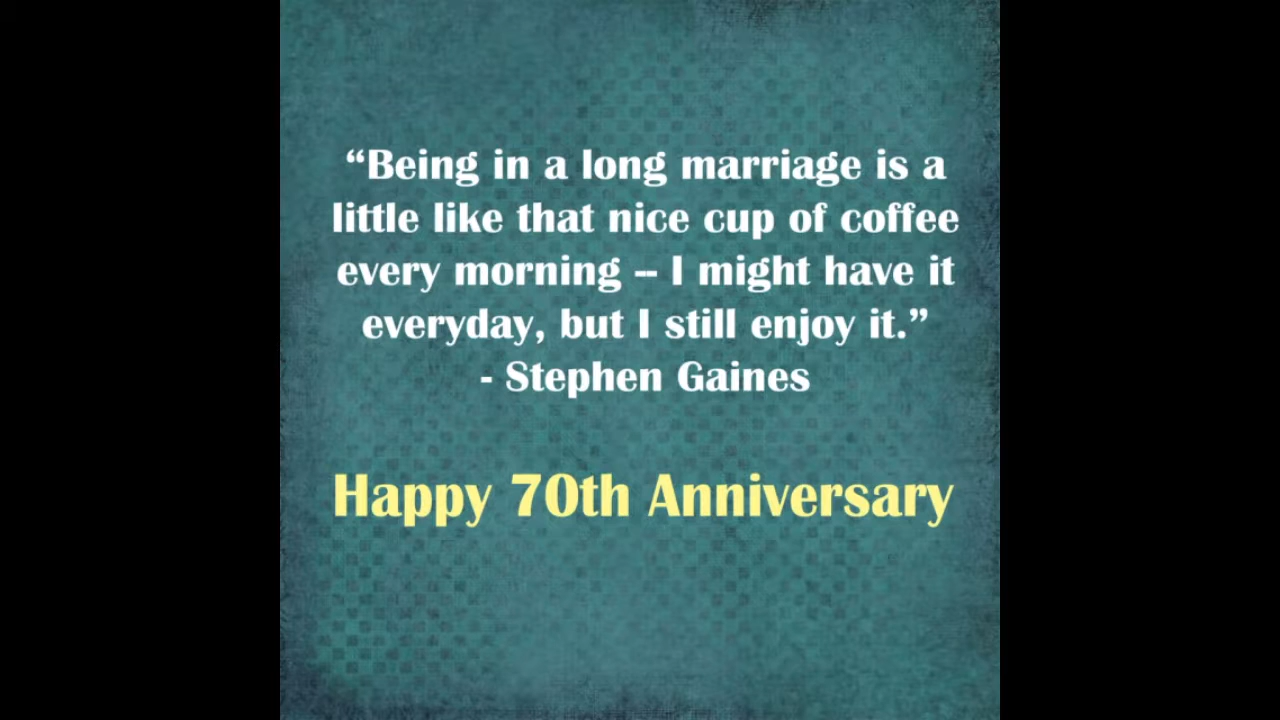 “Being in a long marriage is a
little like that nice cup of coffee
every morning -- I might have it
everyday, but I still enjoy it.”
- Stephen Gaines
Happy 70th Anniversary